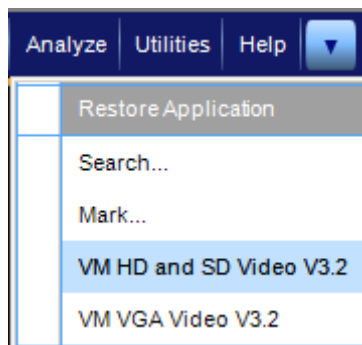 Analyze Utilities Help
Restore Application
Search...
Mark...
VM HD and SD Video V3.2
VM VGA Video V3.2